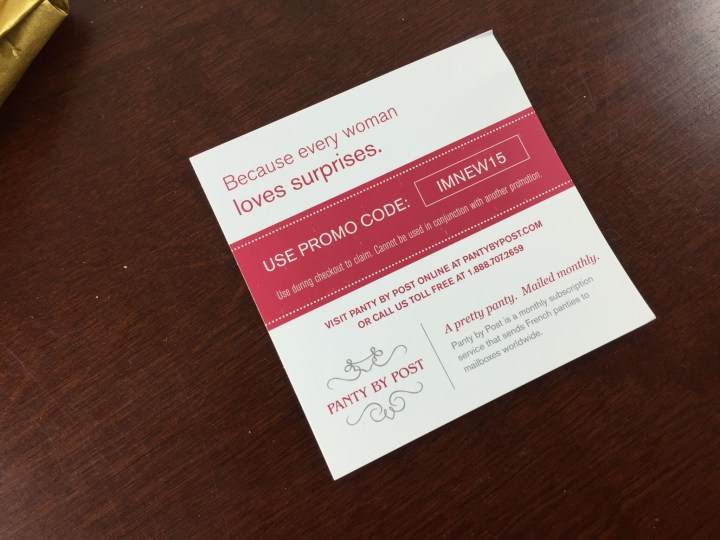 Because every woman
loves surprises.
USE PROMO CODE: IMNEW15
Use during checkout to claim. Cannot be used in conjunction with another promotion.
VISIT PANTY BY POST ONLINE AT PANTYBYPOST.COM
OR CALL US TOLL FREE AT 1.888.707.2659
PANTY BY POST
A pretty panty. Mailed monthly.
Panty by Post is a monthly subscription
service that sends French panties to
mailboxes worldwide.